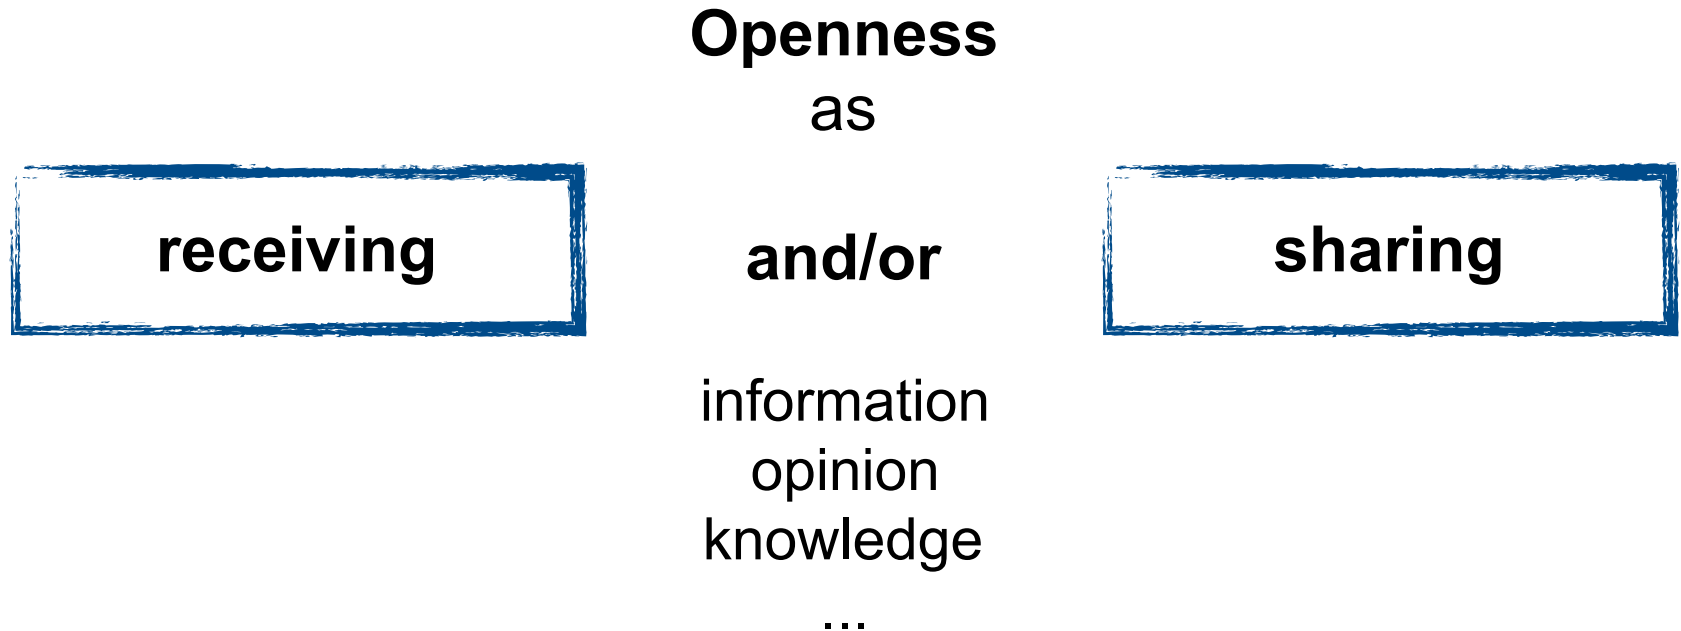 Openness
as
receiving
and/or
sharing
information
opinion
knowledge
...